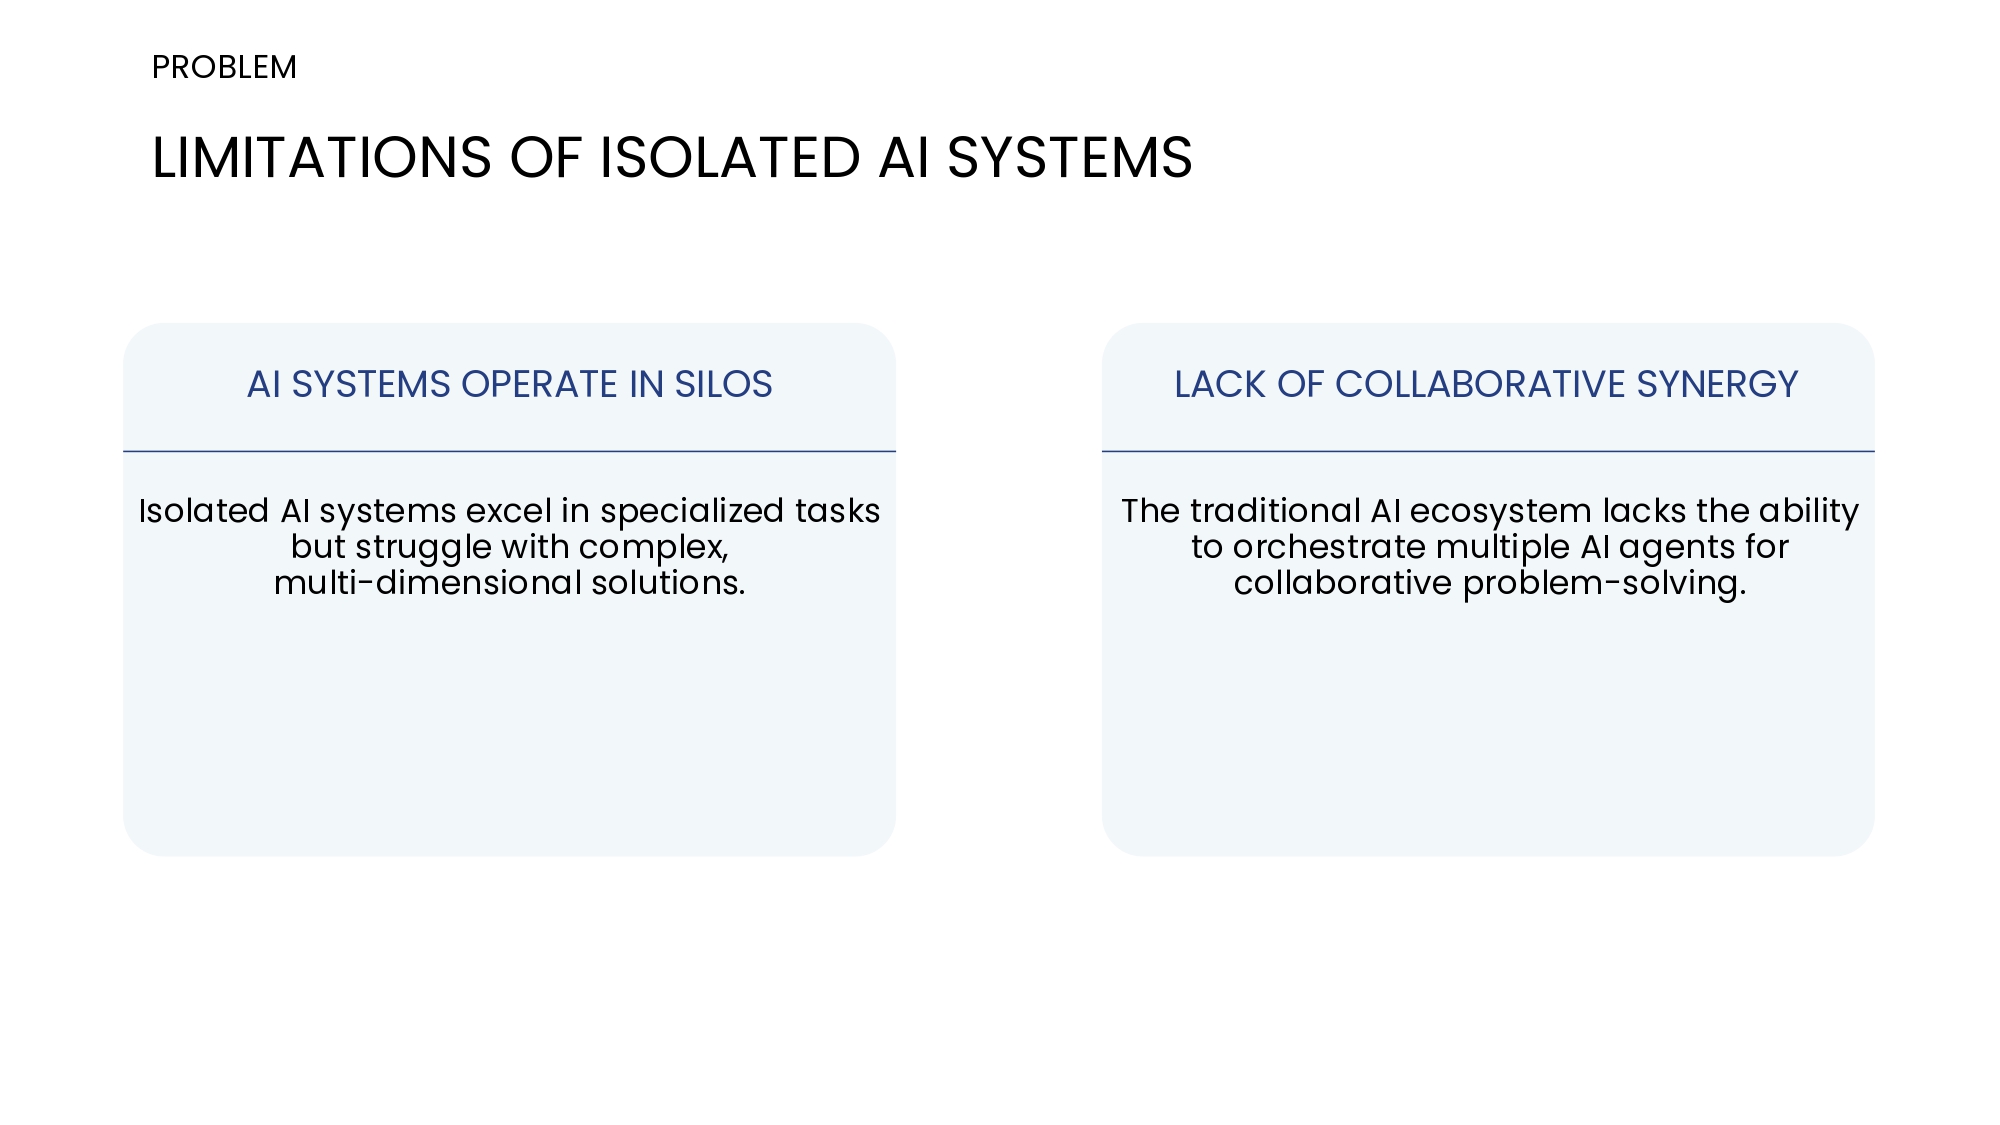 PROBLEM
LIMITATIONS OF ISOLATED AI SYSTEMS
AI SYSTEMS OPERATE IN SILOS
Isolated AI systems excel in specialized tasks
but struggle with complex,
multi-dimensional solutions.
LACK OF COLLABORATIVE SYNERGY
The traditional AI ecosystem lacks the ability
to orchestrate multiple AI agents for
collaborative problem-solving.